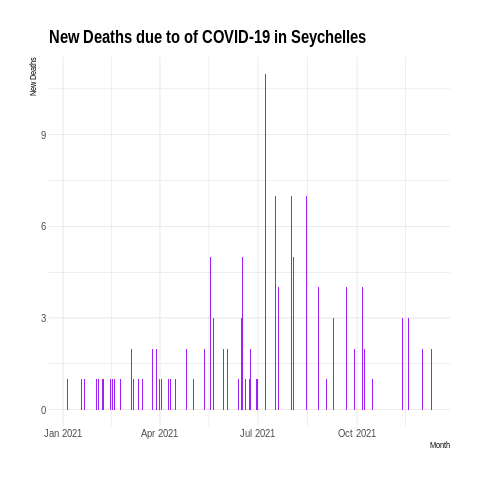 New Deaths due to of COVID-19 in Seychelles
New Deaths
9
6
3
0
Jan 2021 Apr 2021 Jul 2021 Oct 2021
Month